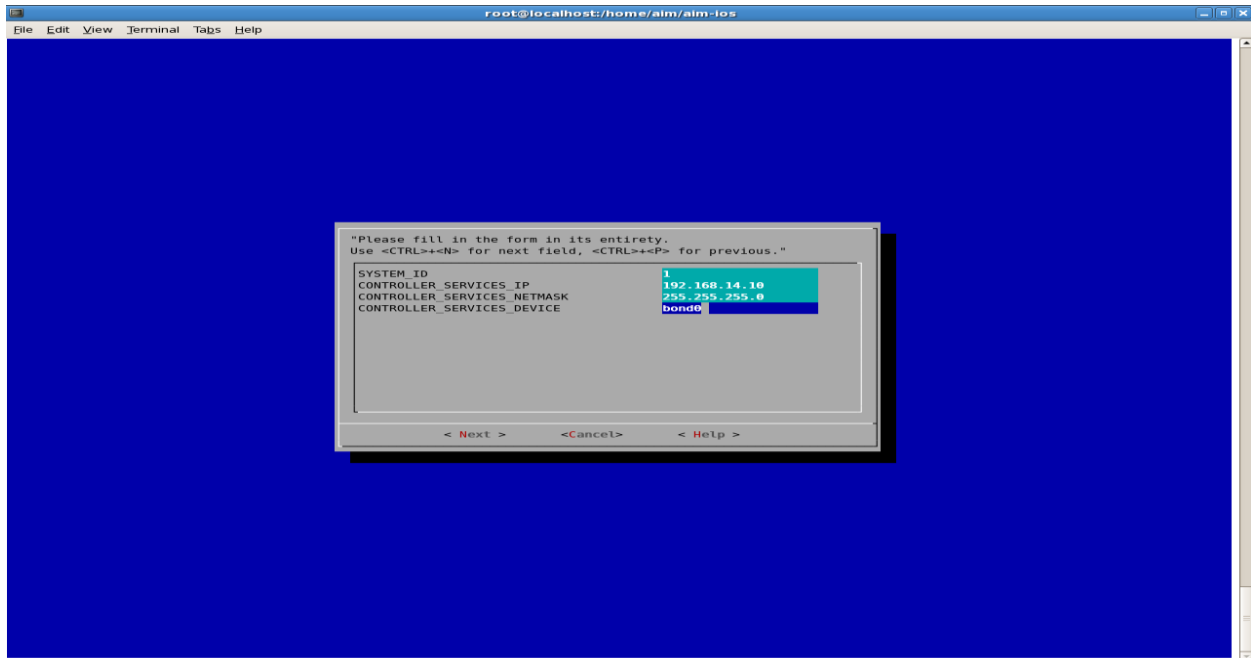 root@localhost:/home/aim/aim-ios
File Edit View Terminal Tabs Help
"Please fill in the form in its entirety.
Use <CTRL>+<N> for next field, <CTRL>+<P> for previous."
SYSTEM_ID 1
CONTROLLER_SERVICES_IP 192.168.14.10
CONTROLLER_SERVICES_NETMASK 255.255.255.0
CONTROLLER_SERVICES_DEVICE bond0
< Next > <Cancel> < Help >